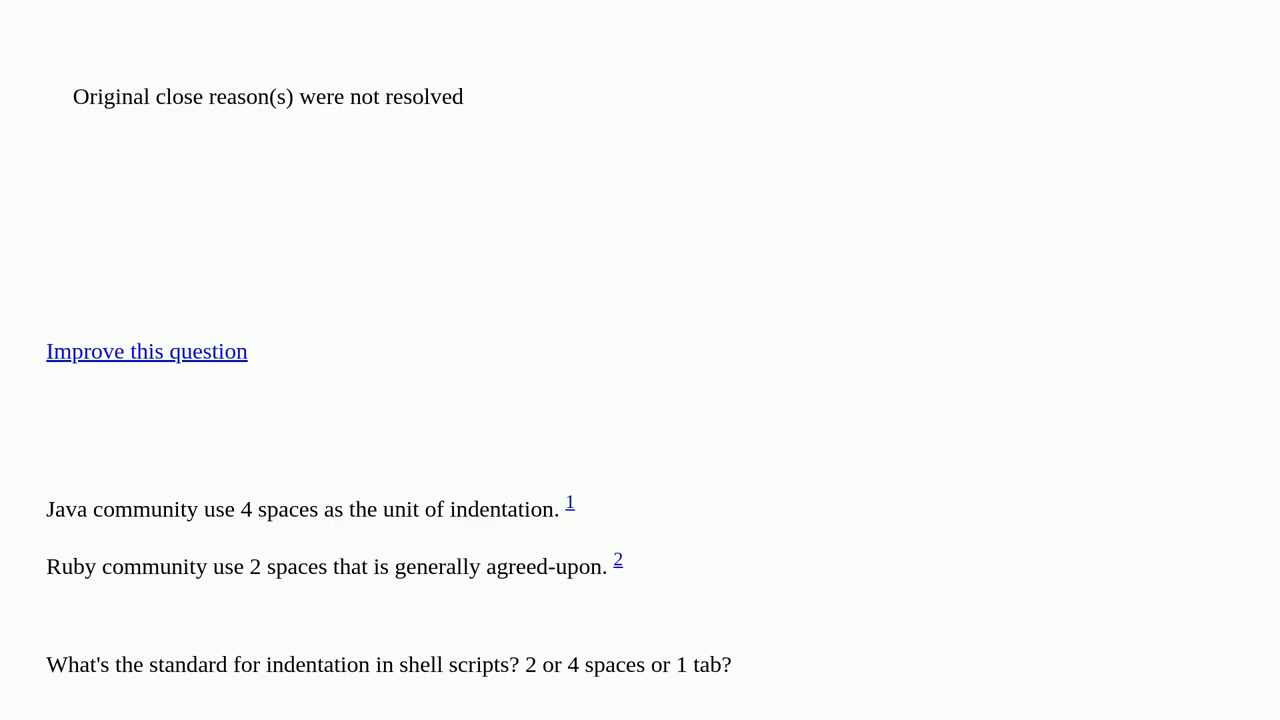 Original close reason(s) were not resolved
Improve this question
Java community use 4 spaces as the unit of indentation. 1
Ruby community use 2 spaces that is generally agreed-upon. 2
What's the standard for indentation in shell scripts? 2 or 4 spaces or 1 tab?